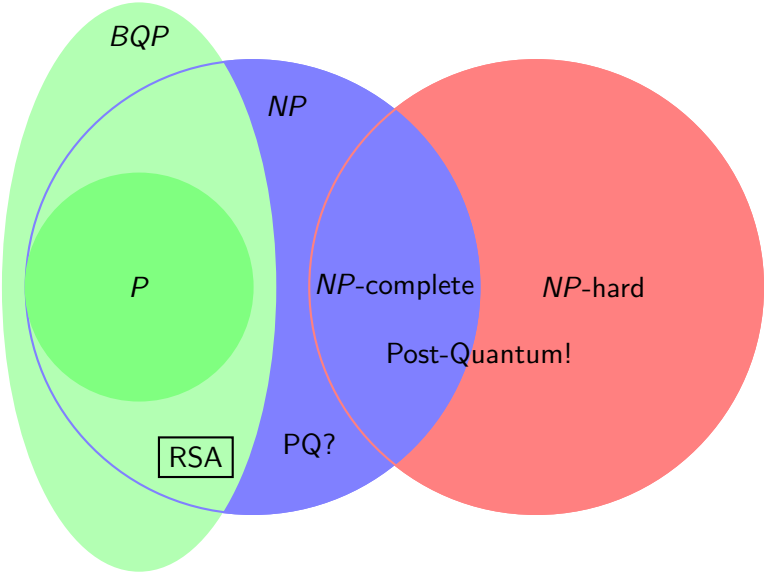 BQP
NP
P
NP-complete
NP-hard
Post-Quantum!
PQ?
RSA